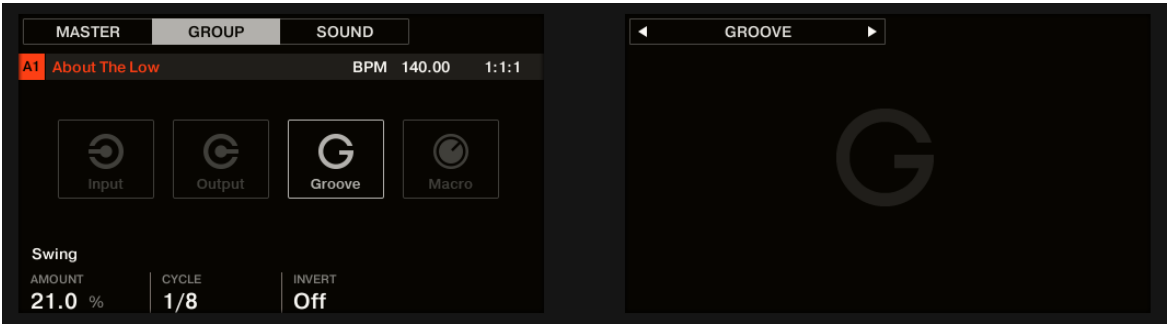 MASTER GROUP SOUND
A1 About The Low BPM 140.00 1:1:1
Input Output Groove Macro
Swing
AMOUNT CYCLE INVERT
21.0 % 1/8 Off
GROOVE